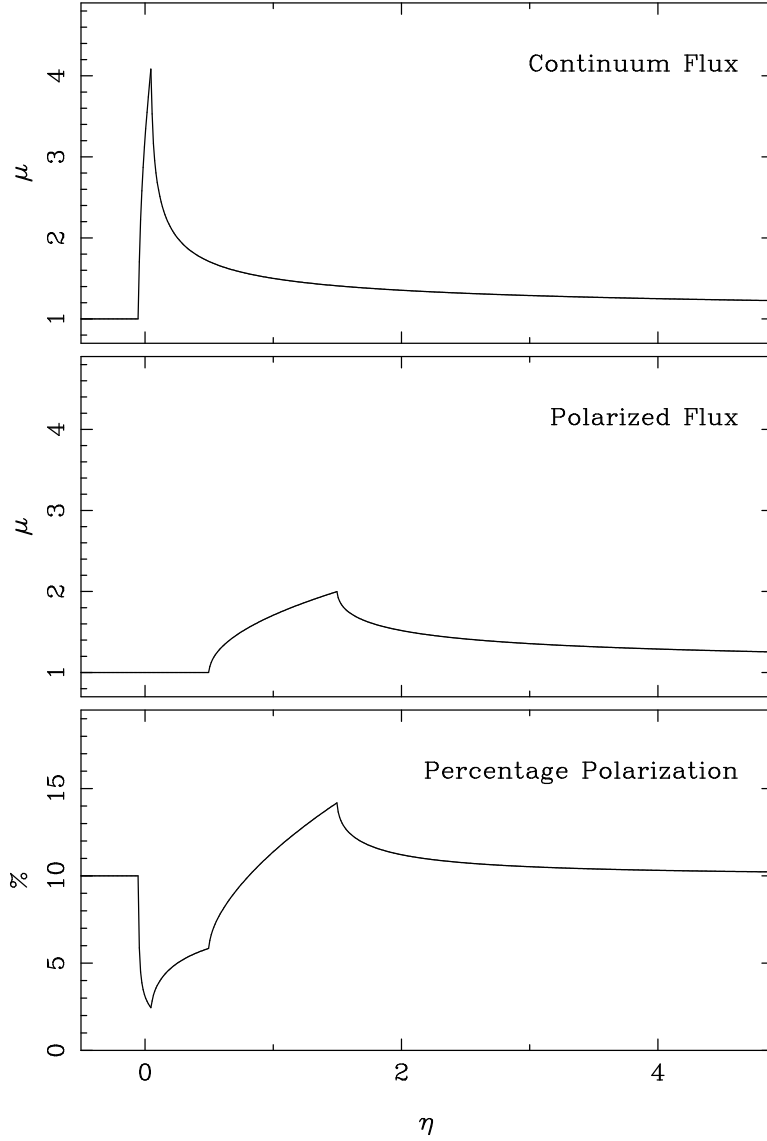 Continuum Flux
4
3
2
1
μ
Polarized Flux
4
3
2
1
μ
Percentage Polarization
15
10
5
0
%
0 2 4
η